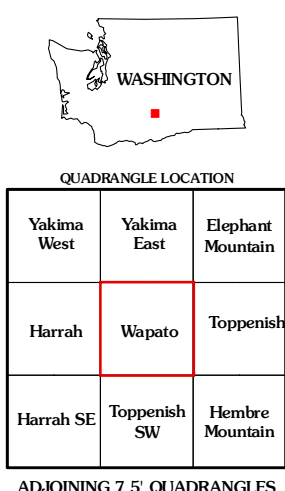 WASHINGTON
QUADRANGLE LOCATION
Yakima West
Yakima East
Elephant Mountain
Harrah
Wapato
Toppenish
Harrah SE
Toppenish SW
Hembre Mountain
ADJOINING 7.5' QUADRANGLES